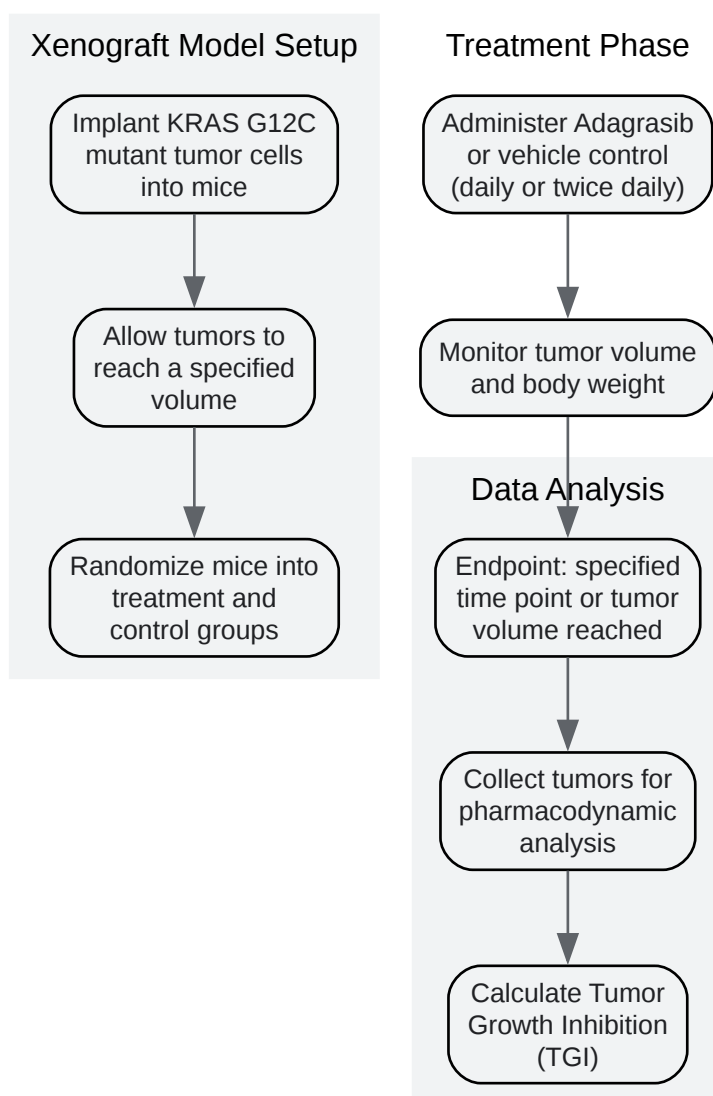 Xenograft Model Setup
Implant KRAS G12C
mutant tumor cells
into mice
Allow tumors to
reach a specified
volume
Randomize mice into
treatment and
control groups
Treatment Phase
Administer Adagrasib
or vehicle control
(daily or twice daily)
Monitor tumor volume
and body weight
Data Analysis
Endpoint: specified
time point or tumor
volume reached
Collect tumors for
pharmacodynamic
analysis
Calculate Tumor
Growth Inhibition
(TGI)